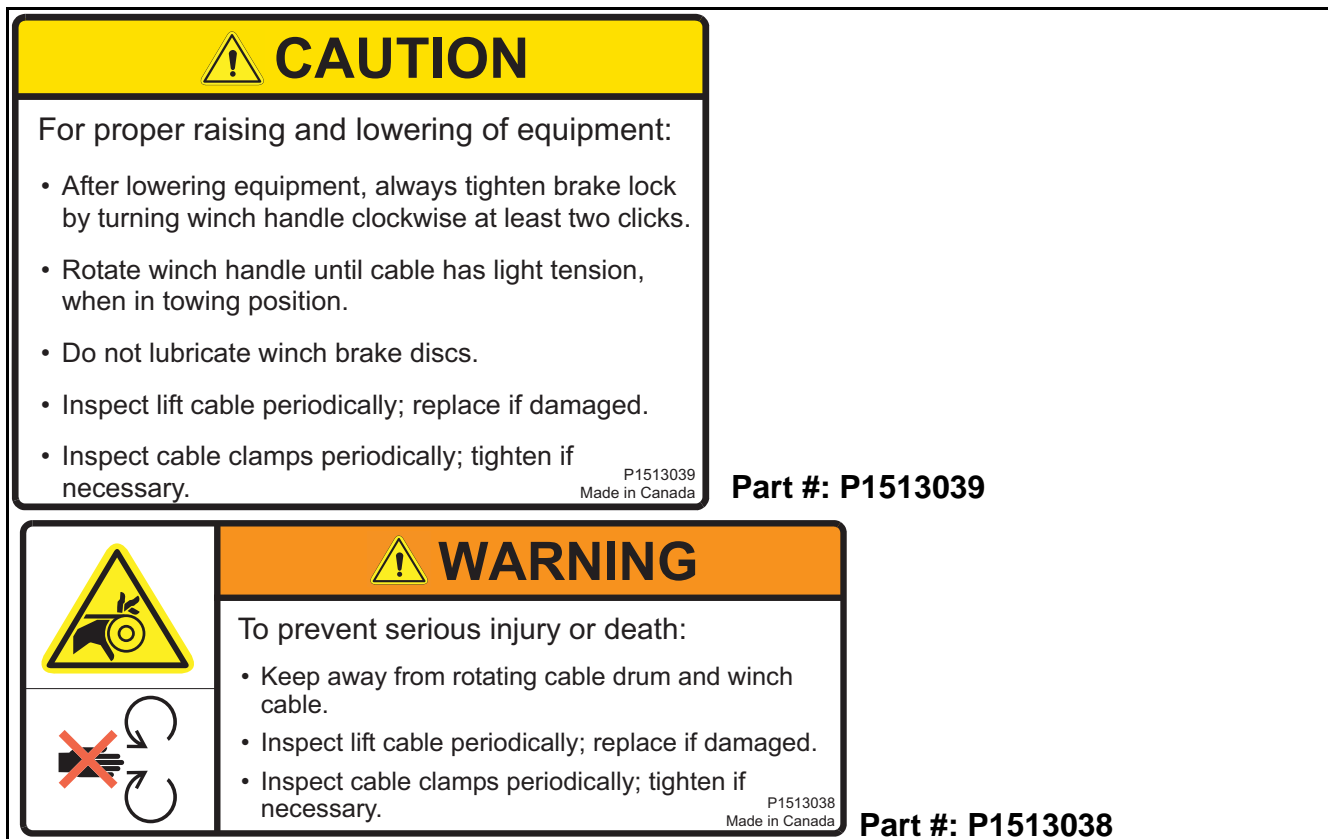 CAUTION
For proper raising and lowering of equipment:
• After lowering equipment, always tighten brake lock
by turning winch handle clockwise at least two clicks.
• Rotate winch handle until cable has light tension,
when in towing position.
• Do not lubricate winch brake discs.
• Inspect lift cable periodically; replace if damaged.
• Inspect cable clamps periodically; tighten if
necessary.
P1513039
Made in Canada
Part #: P1513039
WARNING
To prevent serious injury or death:
• Keep away from rotating cable drum and winch
cable.
• Inspect lift cable periodically; replace if damaged.
• Inspect cable clamps periodically; tighten if
necessary.
P1513038
Made in Canada
Part #: P1513038